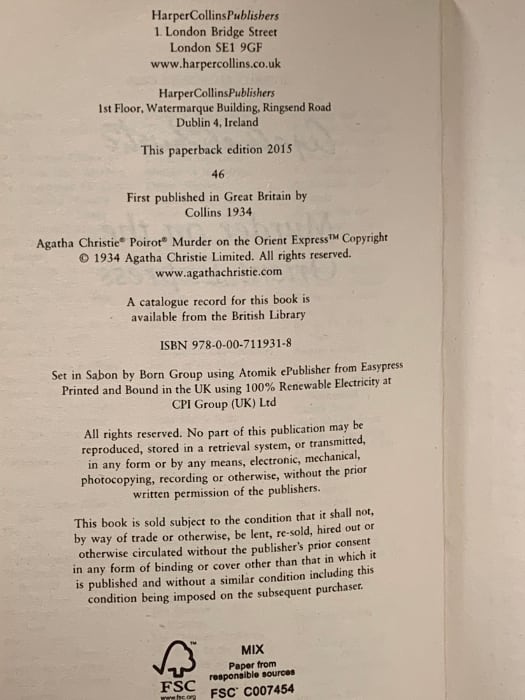 HarperCollinsPublishers
1 London Bridge Street
London SE1 9GF
www.harpercollins.co.uk
HarperCollinsPublishers
1st Floor, Watermarque Building, Ringsend Road
Dublin 4, Ireland
This paperback edition 2015
46
First published in Great Britain by
Collins 1934
Agatha Christie® Poirot® Murder on the Orient Express™ Copyright
© 1934 Agatha Christie Limited. All rights reserved.
www.agathachristie.com
A catalogue record for this book is
available from the British Library
ISBN 978-0-00-711931-8
Set in Sabon by Born Group using Atomik ePublisher from Easypress
Printed and Bound in the UK using 100% Renewable Electricity at
CPI Group (UK) Ltd
All rights reserved. No part of this publication may be
reproduced, stored in a retrieval system, or transmitted,
in any form or by any means, electronic, mechanical,
photocopying, recording or otherwise, without the prior
written permission of the publishers.
This book is sold subject to the condition that it shall not,
by way of trade or otherwise, be lent, re-sold, hired out or
otherwise circulated without the publisher's prior consent
in any form of binding or cover other than that in which it
is published and without a similar condition including this
condition being imposed on the subsequent purchaser.
MIX
Paper from
responsible sources
FSC
www.fsc.org
FSC® C007454